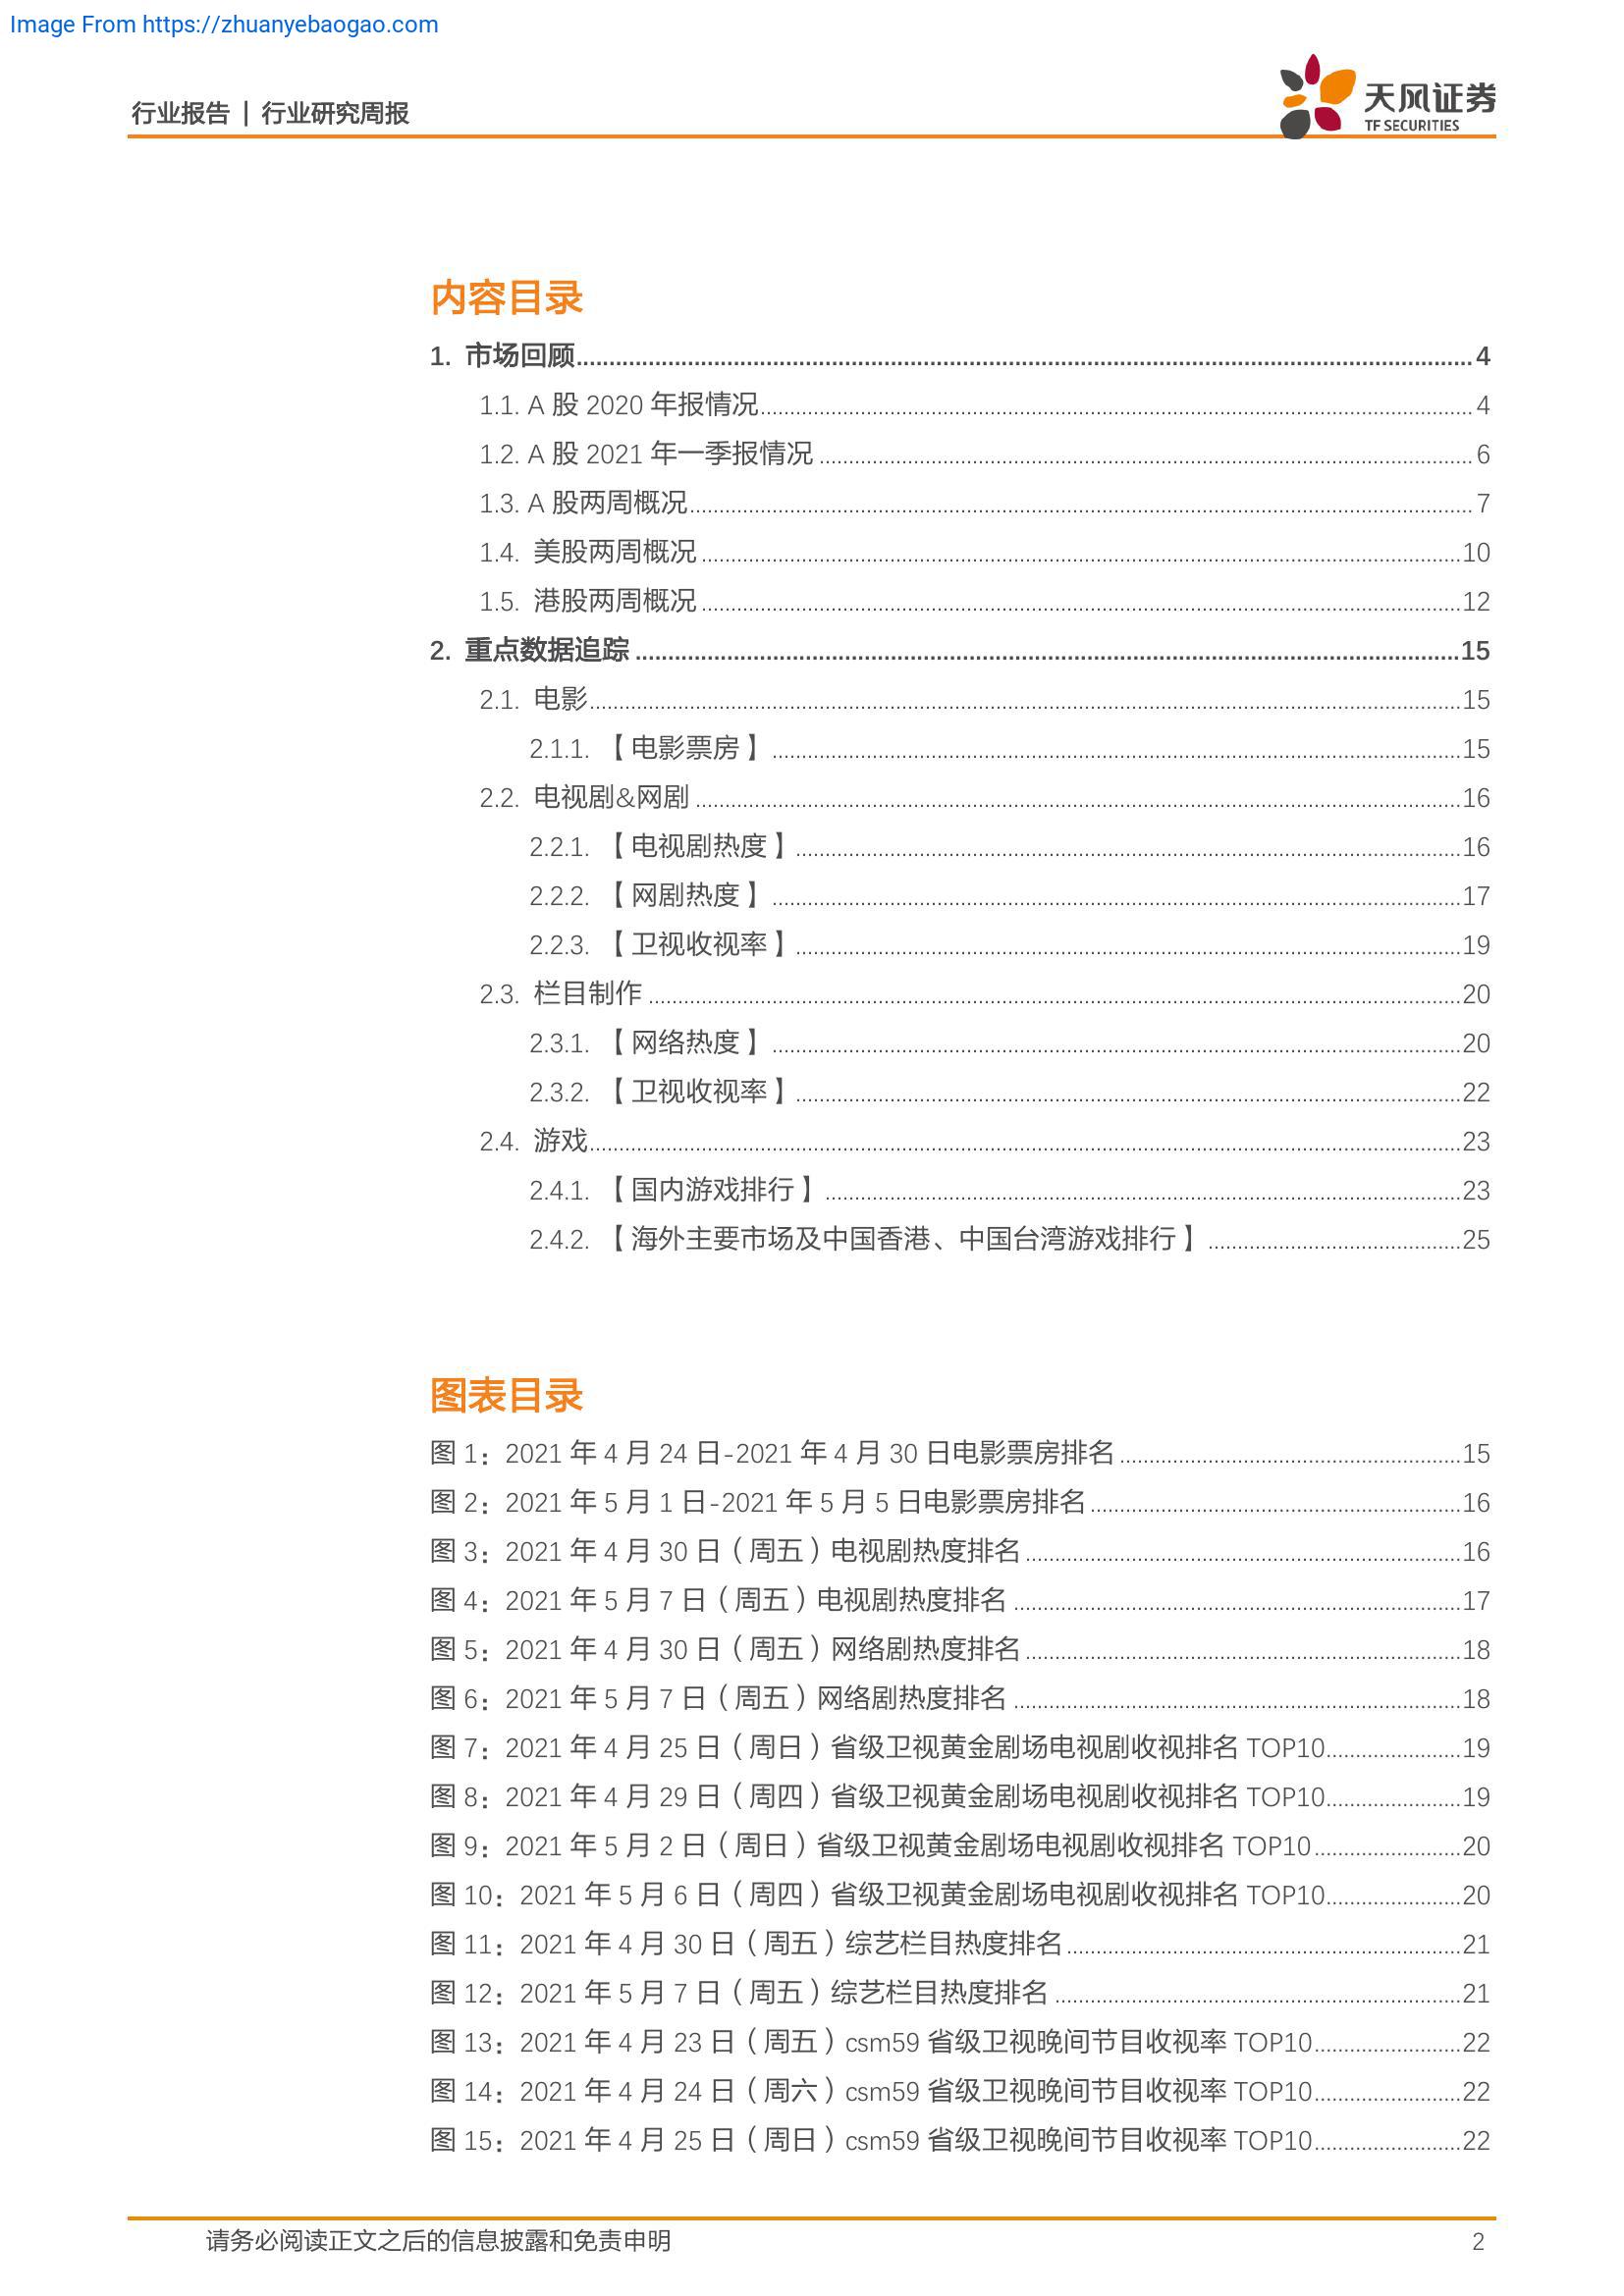 Image From https://zhuanyebaogao.com
行业报告 | 行业研究周报
天风证券
TF SECURITIES
内容目录
1. 市场回顾 4
1.1. A 股 2020 年报情况 4
1.2. A 股 2021 年一季报情况 6
1.3. A 股两周概况 7
1.4. 美股两周概况 10
1.5. 港股两周概况 12
2. 重点数据追踪 15
2.1. 电影 15
2.1.1. 【电影票房】 15
2.2. 电视剧&网剧 16
2.2.1. 【电视剧热度】 16
2.2.2. 【网剧热度】 17
2.2.3. 【卫视收视率】 19
2.3. 栏目制作 20
2.3.1. 【网络热度】 20
2.3.2. 【卫视收视率】 22
2.4. 游戏 23
2.4.1. 【国内游戏排行】 23
2.4.2. 【海外主要市场及中国香港、中国台湾游戏排行】 25
图表目录
图 1：2021 年 4 月 24 日-2021 年 4 月 30 日电影票房排名 15
图 2：2021 年 5 月 1 日-2021 年 5 月 5 日电影票房排名 16
图 3：2021 年 4 月 30 日（周五）电视剧热度排名 16
图 4：2021 年 5 月 7 日（周五）电视剧热度排名 17
图 5：2021 年 4 月 30 日（周五）网络剧热度排名 18
图 6：2021 年 5 月 7 日（周五）网络剧热度排名 18
图 7：2021 年 4 月 25 日（周日）省级卫视黄金剧场电视剧收视排名 TOP10 19
图 8：2021 年 4 月 29 日（周四）省级卫视黄金剧场电视剧收视排名 TOP10 19
图 9：2021 年 5 月 2 日（周日）省级卫视黄金剧场电视剧收视排名 TOP10 20
图 10：2021 年 5 月 6 日（周四）省级卫视黄金剧场电视剧收视排名 TOP10 20
图 11：2021 年 4 月 30 日（周五）综艺栏目热度排名 21
图 12：2021 年 5 月 7 日（周五）综艺栏目热度排名 21
图 13：2021 年 4 月 23 日（周五）csm59 省级卫视晚间节目收视率 TOP10 22
图 14：2021 年 4 月 24 日（周六）csm59 省级卫视晚间节目收视率 TOP10 22
图 15：2021 年 4 月 25 日（周日）csm59 省级卫视晚间节目收视率 TOP10 22
请务必阅读正文之后的信息披露和免责申明 2